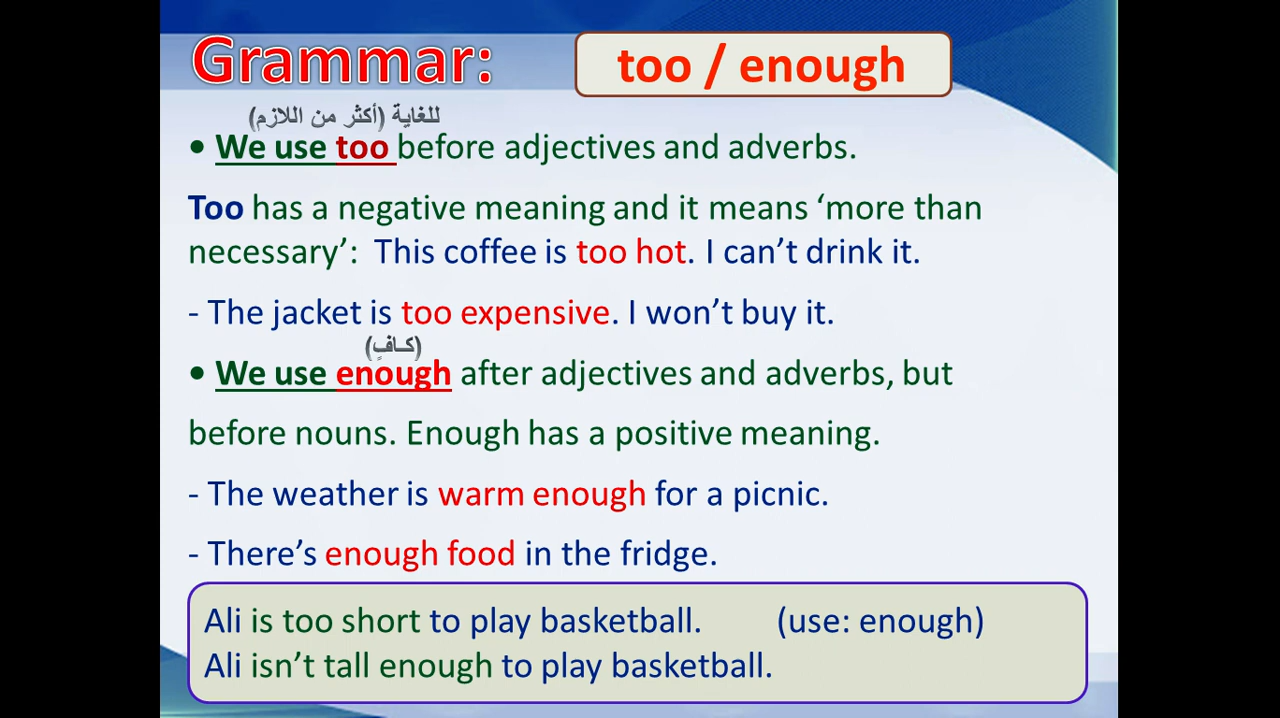 Grammar:
too / enough
للغاية (أكثر من اللازم)
• We use too before adjectives and adverbs.
Too has a negative meaning and it means ‘more than
necessary’: This coffee is too hot. I can’t drink it.
- The jacket is too expensive. I won’t buy it.
(كـافٍ)
• We use enough after adjectives and adverbs, but
before nouns. Enough has a positive meaning.
- The weather is warm enough for a picnic.
- There’s enough food in the fridge.
Ali is too short to play basketball. (use: enough)
Ali isn’t tall enough to play basketball.